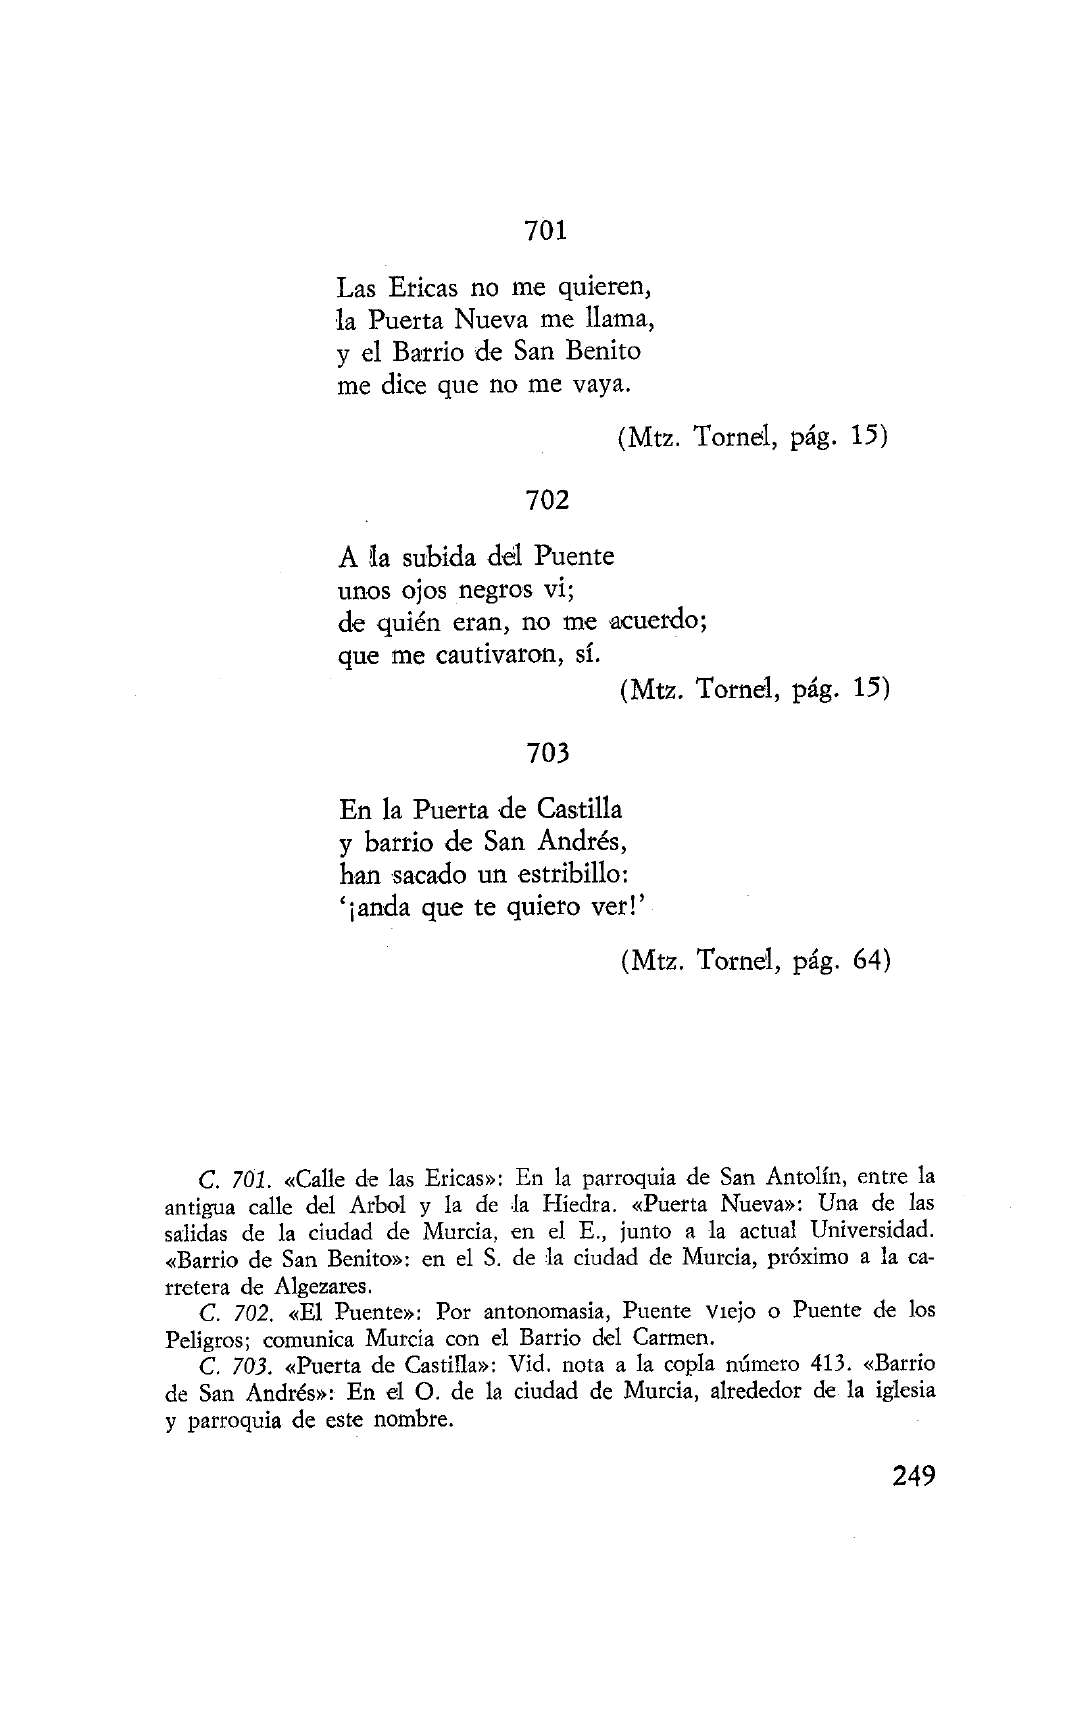 701
Las Ericas no me quieren,
la Puerta Nueva me llama,
y el Barrio de San Benito
me dice que no me vaya.
(Mtz. Tornel, pág. 15)
702
A la subida del Puente
unos ojos negros vi;
de quién eran, no me acuerdo;
que me cautivaron, sí.
(Mtz. Tornel, pág. 15)
703
En la Puerta de Castilla
y barrio de San Andrés,
han sacado un estribillo:
‘¡anda que te quiero ver!’
(Mtz. Tornel, pág. 64)
C. 701. «Calle de las Ericas»: En la parroquia de San Antolín, entre la
antigua calle del Arbol y la de la Hiedra. «Puerta Nueva»: Una de las
salidas de la ciudad de Murcia, en el E., junto a la actual Universidad.
«Barrio de San Benito»: en el S. de la ciudad de Murcia, próximo a la ca-
rretera de Algezares.
C. 702. «El Puente»: Por antonomasia, Puente Viejo o Puente de los
Peligros; comunica Murcia con el Barrio del Carmen.
C. 703. «Puerta de Castilla»: Vid. nota a la copla número 413. «Barrio
de San Andrés»: En el O. de la ciudad de Murcia, alrededor de la iglesia
y parroquia de este nombre.
249